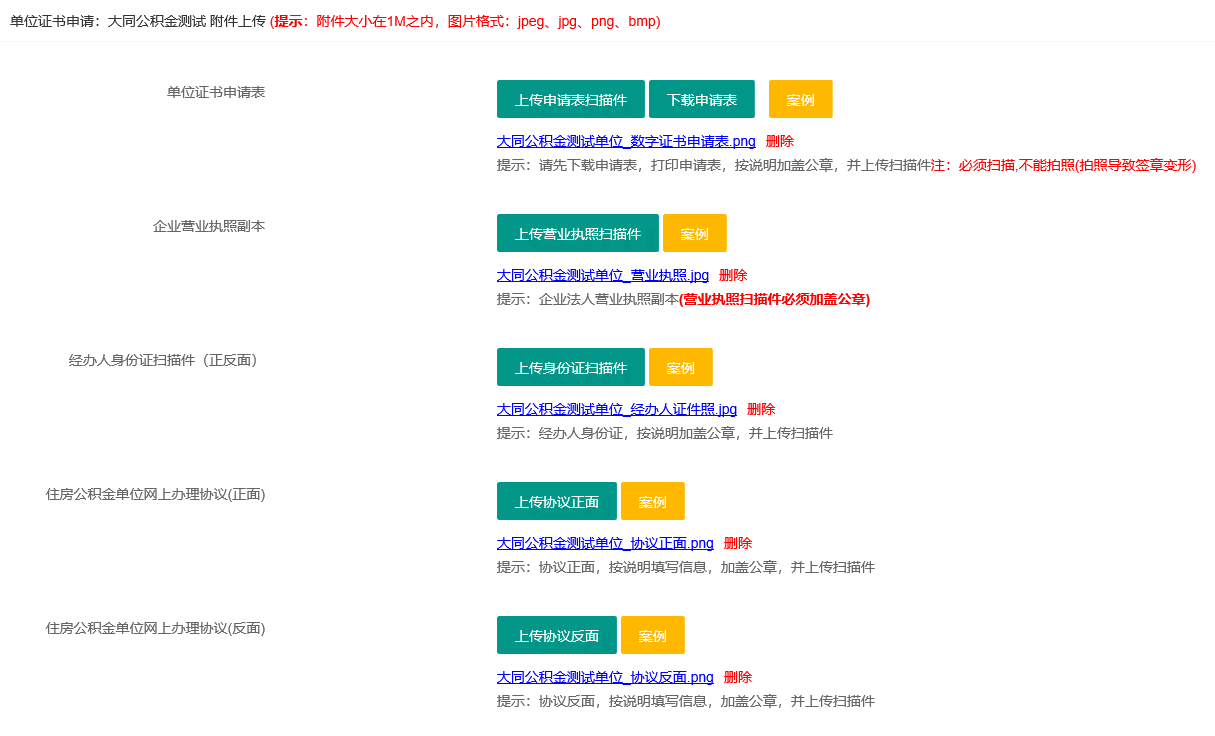 单位证书申请：大同公积金测试 附件上传 (提示：附件大小在1M之内，图片格式：jpeg、jpg、png、bmp)
单位证书申请表
上传申请表扫描件 下载申请表 案例
大同公积金测试单位_数字证书申请表.png 删除
提示：请先下载申请表，打印申请表，按说明加盖公章，并上传扫描件注：必须扫描,不能拍照(拍照导致签章变形)
企业营业执照副本
上传营业执照扫描件 案例
大同公积金测试单位_营业执照.jpg 删除
提示：企业法人营业执照副本(营业执照扫描件必须加盖公章)
经办人身份证扫描件（正反面）
上传身份证扫描件 案例
大同公积金测试单位_经办人证件照.jpg 删除
提示：经办人身份证，按说明加盖公章，并上传扫描件
住房公积金单位网上办理协议(正面)
上传协议正面 案例
大同公积金测试单位_协议正面.png 删除
提示：协议正面，按说明填写信息，加盖公章，并上传扫描件
住房公积金单位网上办理协议(反面)
上传协议反面 案例
大同公积金测试单位_协议反面.png 删除
提示：协议反面，按说明填写信息，加盖公章，并上传扫描件